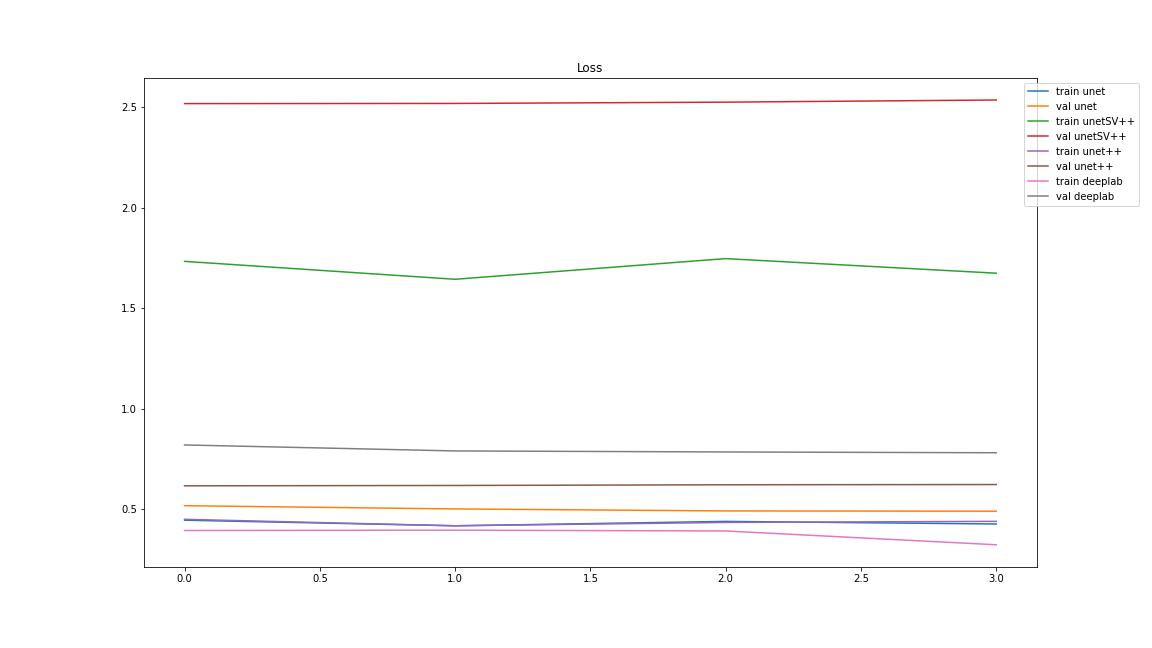 Loss
2.5
2.0
1.5
1.0
0.5
0.0 0.5 1.0 1.5 2.0 2.5 3.0
train unet
val unet
train unetSV++
val unetSV++
train unet++
val unet++
train deeplab
val deeplab